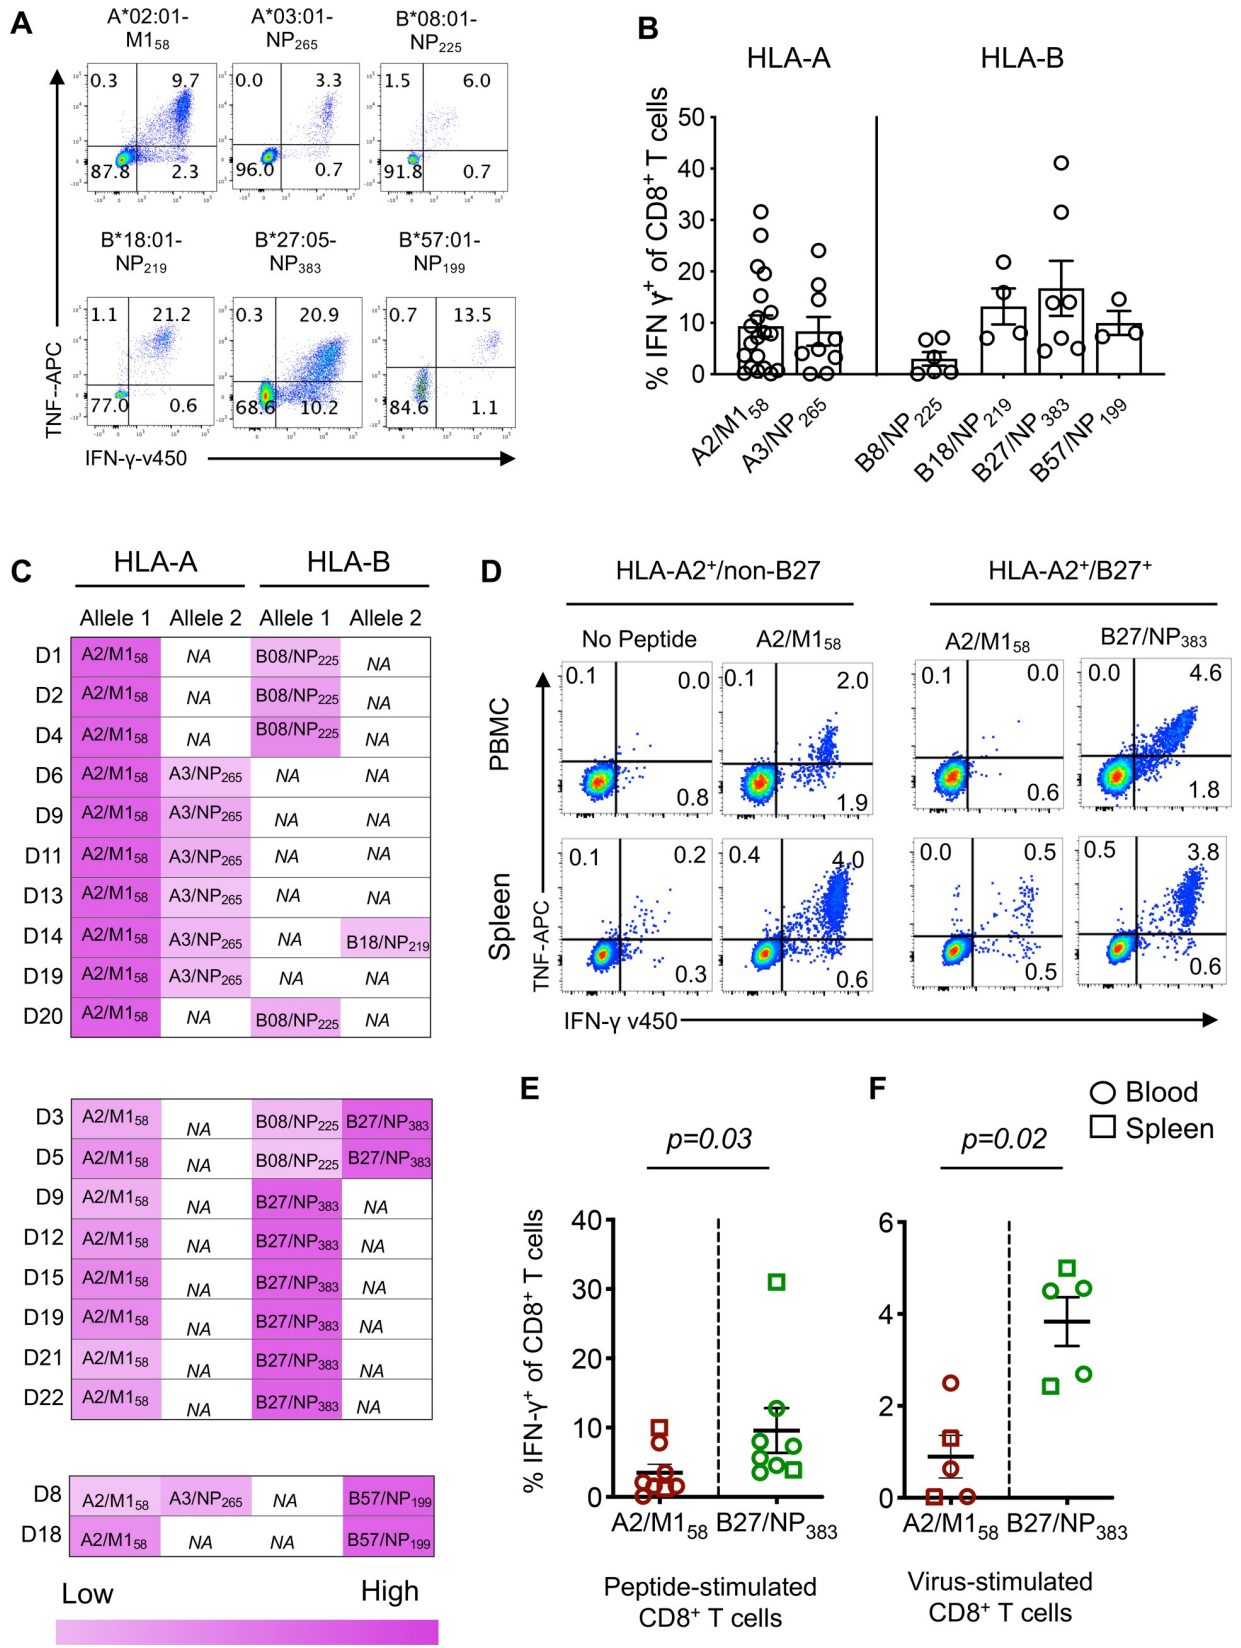 A
A*02:01-
M1₅₈
A*03:01-
NP₂₆₅
B*08:01-
NP₂₂₅
0.3 9.7
87.8 2.3
0.0 3.3
96.0 0.7
1.5 6.0
91.8 0.7
B*18:01-
NP₂₁₉
B*27:05-
NP₃₈₃
B*57:01-
NP₁₉₉
1.1 21.2
77.0 0.6
0.3 20.9
68.6 10.2
0.7 13.5
84.6 1.1
TNF--APC
IFN-γ-v450
B
HLA-A HLA-B
% IFN γ⁺ of CD8⁺ T cells
50
40
30
20
10
0
A2/M1₅₈
A3/NP₂₆₅
B8/NP₂₂₅
B18/NP₂₁₉
B27/NP₃₈₃
B57/NP₁₉₉
C
HLA-A HLA-B
Allele 1 Allele 2 Allele 1 Allele 2
D1 A2/M1₅₈ NA B08/NP₂₂₅ NA
D2 A2/M1₅₈ NA B08/NP₂₂₅ NA
D4 A2/M1₅₈ NA B08/NP₂₂₅ NA
D6 A2/M1₅₈ A3/NP₂₆₅ NA NA
D9 A2/M1₅₈ A3/NP₂₆₅ NA NA
D11 A2/M1₅₈ A3/NP₂₆₅ NA NA
D13 A2/M1₅₈ A3/NP₂₆₅ NA NA
D14 A2/M1₅₈ A3/NP₂₆₅ NA B18/NP₂₁₉
D19 A2/M1₅₈ A3/NP₂₆₅ NA NA
D20 A2/M1₅₈ NA B08/NP₂₂₅ NA
D3 A2/M1₅₈ NA B08/NP₂₂₅ B27/NP₃₈₃
D5 A2/M1₅₈ NA B08/NP₂₂₅ B27/NP₃₈₃
D9 A2/M1₅₈ NA B27/NP₃₈₃ NA
D12 A2/M1₅₈ NA B27/NP₃₈₃ NA
D15 A2/M1₅₈ NA B27/NP₃₈₃ NA
D19 A2/M1₅₈ NA B27/NP₃₈₃ NA
D21 A2/M1₅₈ NA B27/NP₃₈₃ NA
D22 A2/M1₅₈ NA B27/NP₃₈₃ NA
D8 A2/M1₅₈ A3/NP₂₆₅ NA B57/NP₁₉₉
D18 A2/M1₅₈ NA NA B57/NP₁₉₉
Low High
D
HLA-A2⁺/non-B27 HLA-A2⁺/B27⁺
No Peptide A2/M1₅₈ A2/M1₅₈ B27/NP₃₈₃
PBMC
0.1 0.0
0.8
0.1 2.0
1.9
0.1 0.0
0.6
0.0 4.6
1.8
Spleen
0.1 0.2
0.3
0.4 4.0
0.6
0.0 0.5
0.5
0.5 3.8
0.6
TNF-APC
IFN-γ v450
E
p=0.03
% IFN-γ⁺ of CD8⁺ T cells
40
30
20
10
0
A2/M1₅₈ B27/NP₃₈₃
Peptide-stimulated
CD8⁺ T cells
F
Blood
Spleen
p=0.02
6
4
2
0
A2/M1₅₈ B27/NP₃₈₃
Virus-stimulated
CD8⁺ T cells